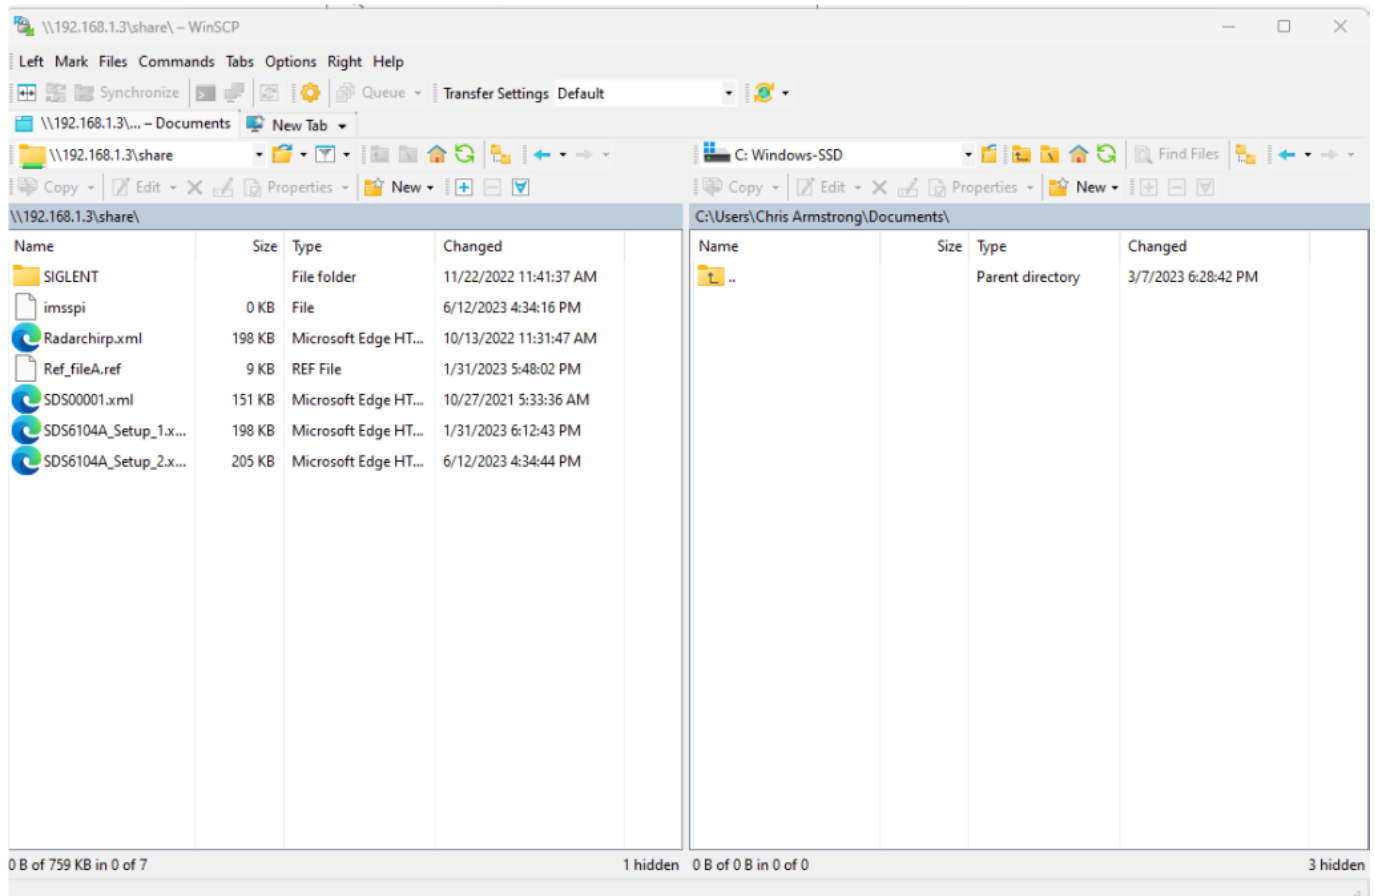 \\192.168.1.3\share\ – WinSCP
Left Mark Files Commands Tabs Options Right Help
Synchronize Queue Transfer Settings Default
\\192.168.1.3\... – Documents New Tab
\\192.168.1.3\share
Copy Edit Properties New
\\192.168.1.3\share\
Name Size Type Changed
SIGLENT File folder 11/22/2022 11:41:37 AM
imsspi 0 KB File 6/12/2023 4:34:16 PM
Radarchirp.xml 198 KB Microsoft Edge HT... 10/13/2022 11:31:47 AM
Ref_fileA.ref 9 KB REF File 1/31/2023 5:48:02 PM
SDS00001.xml 151 KB Microsoft Edge HT... 10/27/2021 5:33:36 AM
SDS6104A_Setup_1.x... 198 KB Microsoft Edge HT... 1/31/2023 6:12:43 PM
SDS6104A_Setup_2.x... 205 KB Microsoft Edge HT... 6/12/2023 4:34:44 PM
0 B of 759 KB in 0 of 7 1 hidden
C: Windows-SSD Find Files
Copy Edit Properties New
C:\Users\Chris Armstrong\Documents\
Name Size Type Changed
.. Parent directory 3/7/2023 6:28:42 PM
0 B of 0 B in 0 of 0 3 hidden